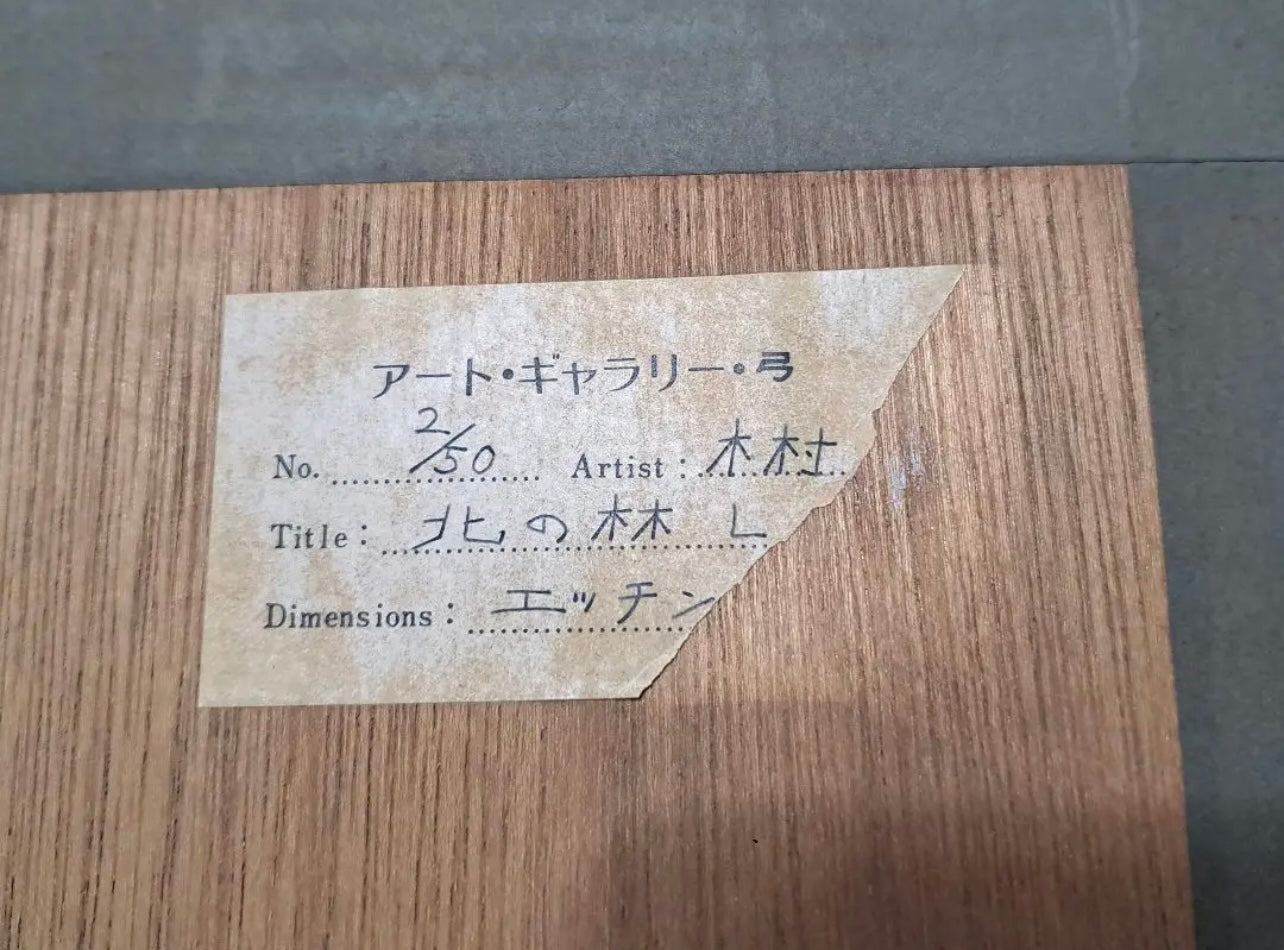 アート・ギャラリー・弓
No. 2/50 Artist: 木村
Title: 北の林 L
Dimensions: エッチン